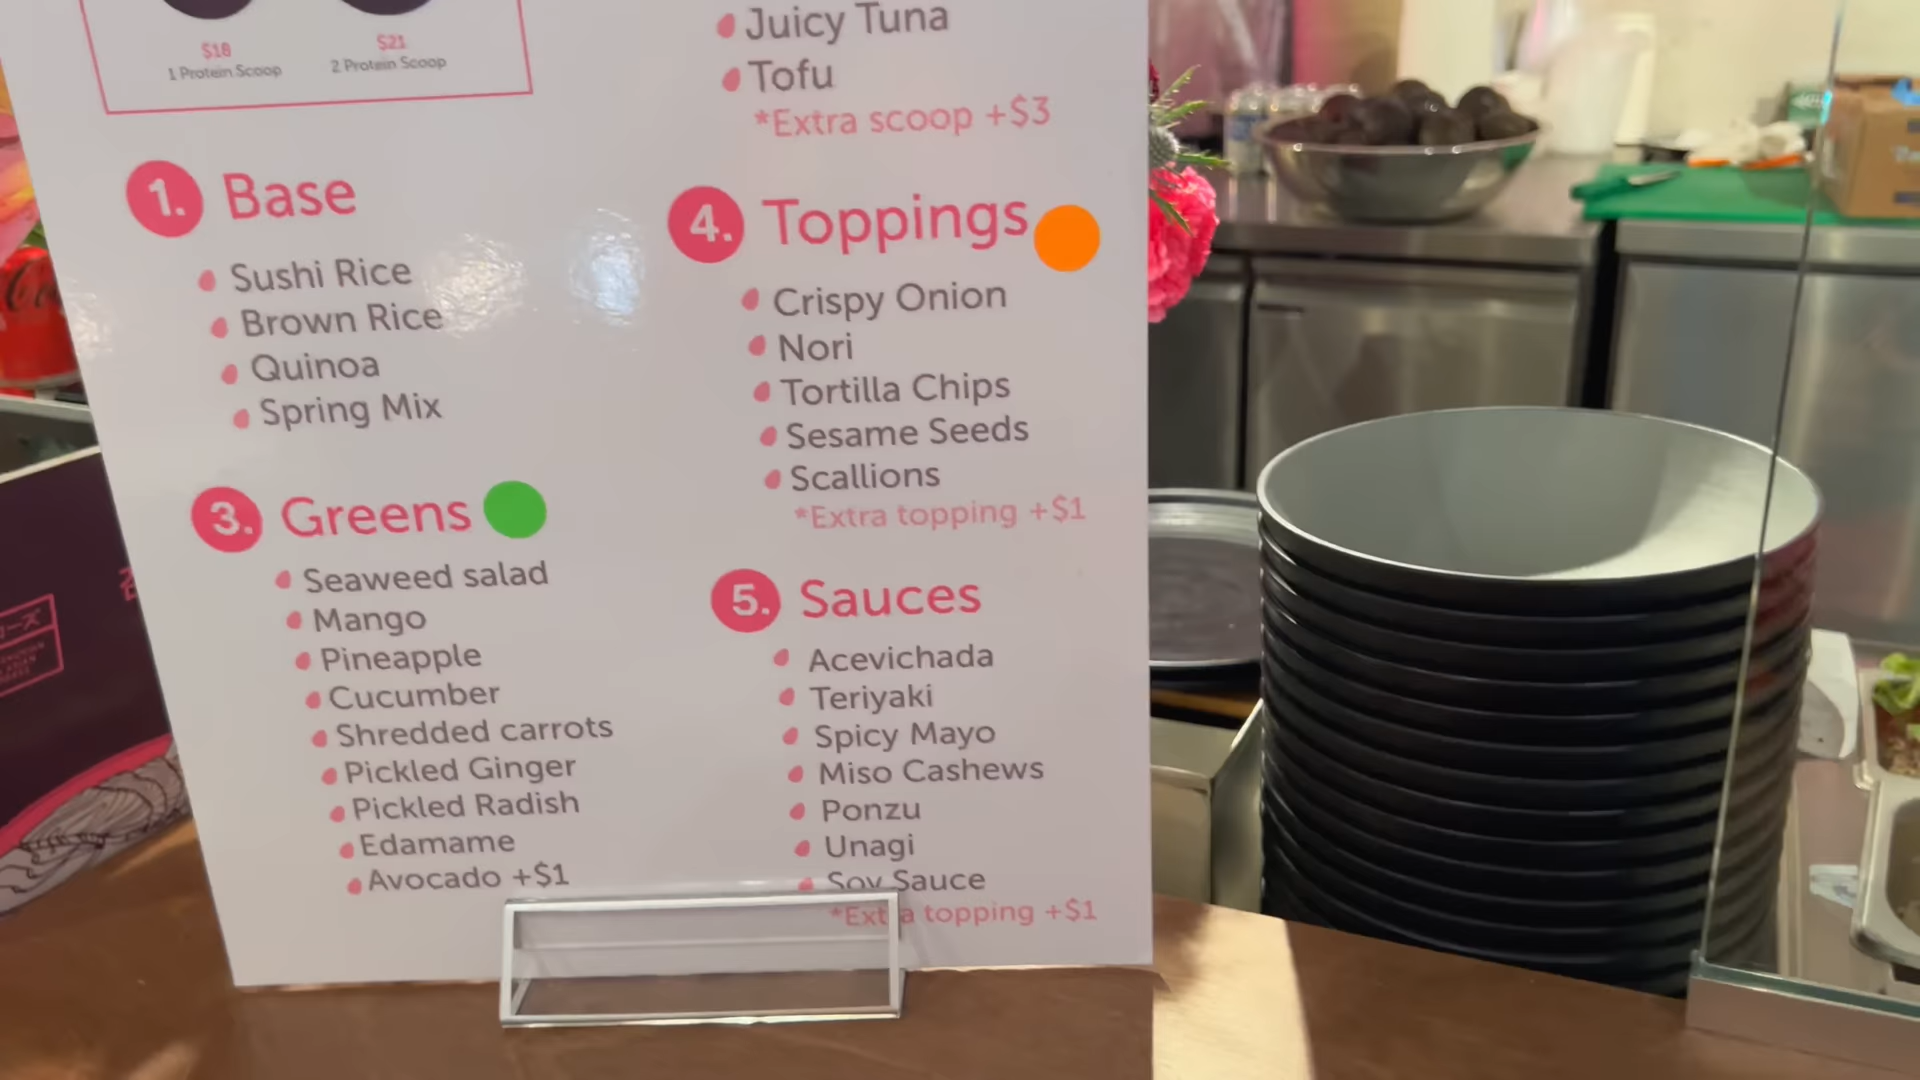 $18
1 Protein Scoop
$21
2 Protein Scoop
Juicy Tuna
Tofu
*Extra scoop +$3
1. Base
Sushi Rice
Brown Rice
Quinoa
Spring Mix
3. Greens
Seaweed salad
Mango
Pineapple
Cucumber
Shredded carrots
Pickled Ginger
Pickled Radish
Edamame
Avocado +$1
4. Toppings
Crispy Onion
Nori
Tortilla Chips
Sesame Seeds
Scallions
*Extra topping +$1
5. Sauces
Acevichada
Teriyaki
Spicy Mayo
Miso Cashews
Ponzu
Unagi
Soy Sauce
*Extra topping +$1